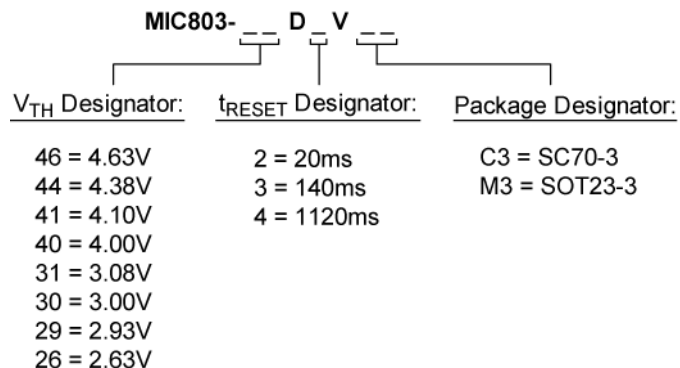 MIC803- _ _ D _ V _ _
V_TH Designator: t_RESET Designator: Package Designator:
46 = 4.63V 2 = 20ms C3 = SC70-3
44 = 4.38V 3 = 140ms M3 = SOT23-3
41 = 4.10V 4 = 1120ms
40 = 4.00V
31 = 3.08V
30 = 3.00V
29 = 2.93V
26 = 2.63V